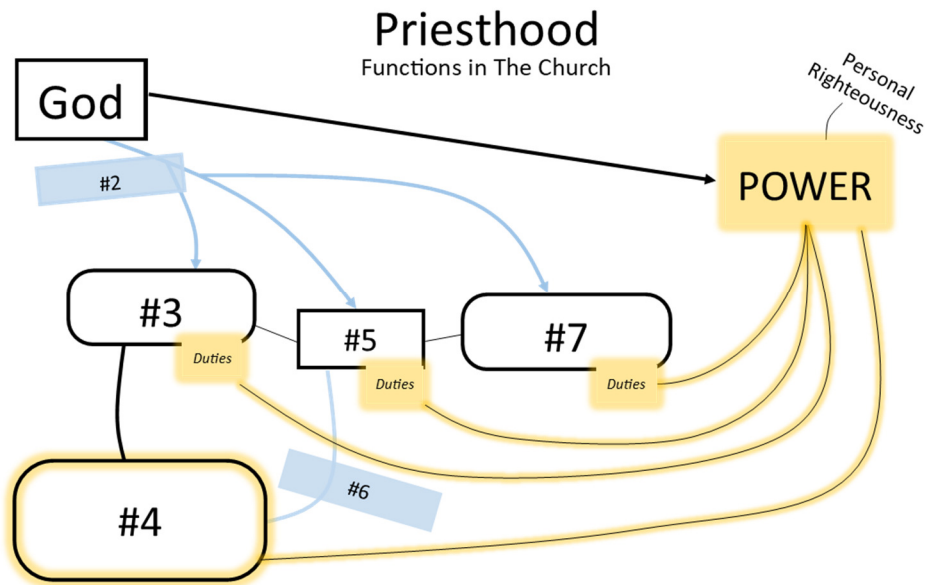 Priesthood
Functions in The Church
God
Personal
Righteousness
#2
POWER
#3
#5
#7
Duties
Duties
Duties
#4
#6